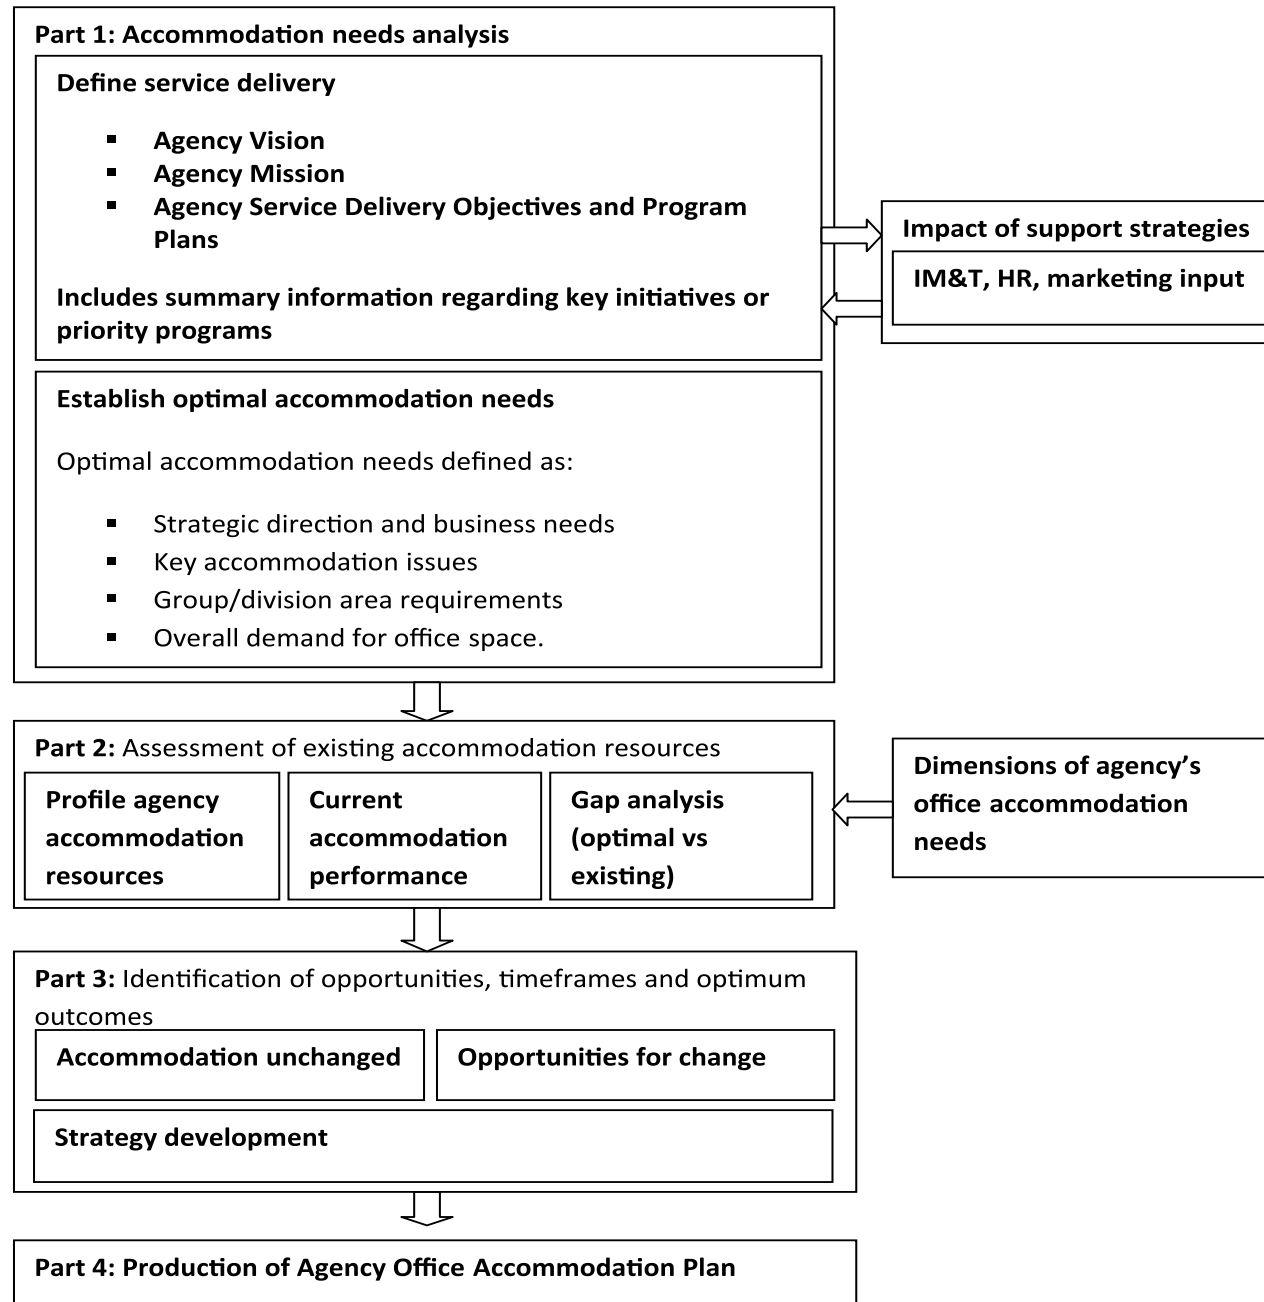 Part 1: Accommodation needs analysis
Define service delivery
▪ Agency Vision
▪ Agency Mission
▪ Agency Service Delivery Objectives and Program
Plans
Includes summary information regarding key initiatives or
priority programs
Impact of support strategies
IM&T, HR, marketing input
Establish optimal accommodation needs
Optimal accommodation needs defined as:
▪ Strategic direction and business needs
▪ Key accommodation issues
▪ Group/division area requirements
▪ Overall demand for office space.
Part 2: Assessment of existing accommodation resources
Profile agency
accommodation
resources
Current
accommodation
performance
Gap analysis
(optimal vs
existing)
Dimensions of agency’s
office accommodation
needs
Part 3: Identification of opportunities, timeframes and optimum
outcomes
Accommodation unchanged
Opportunities for change
Strategy development
Part 4: Production of Agency Office Accommodation Plan